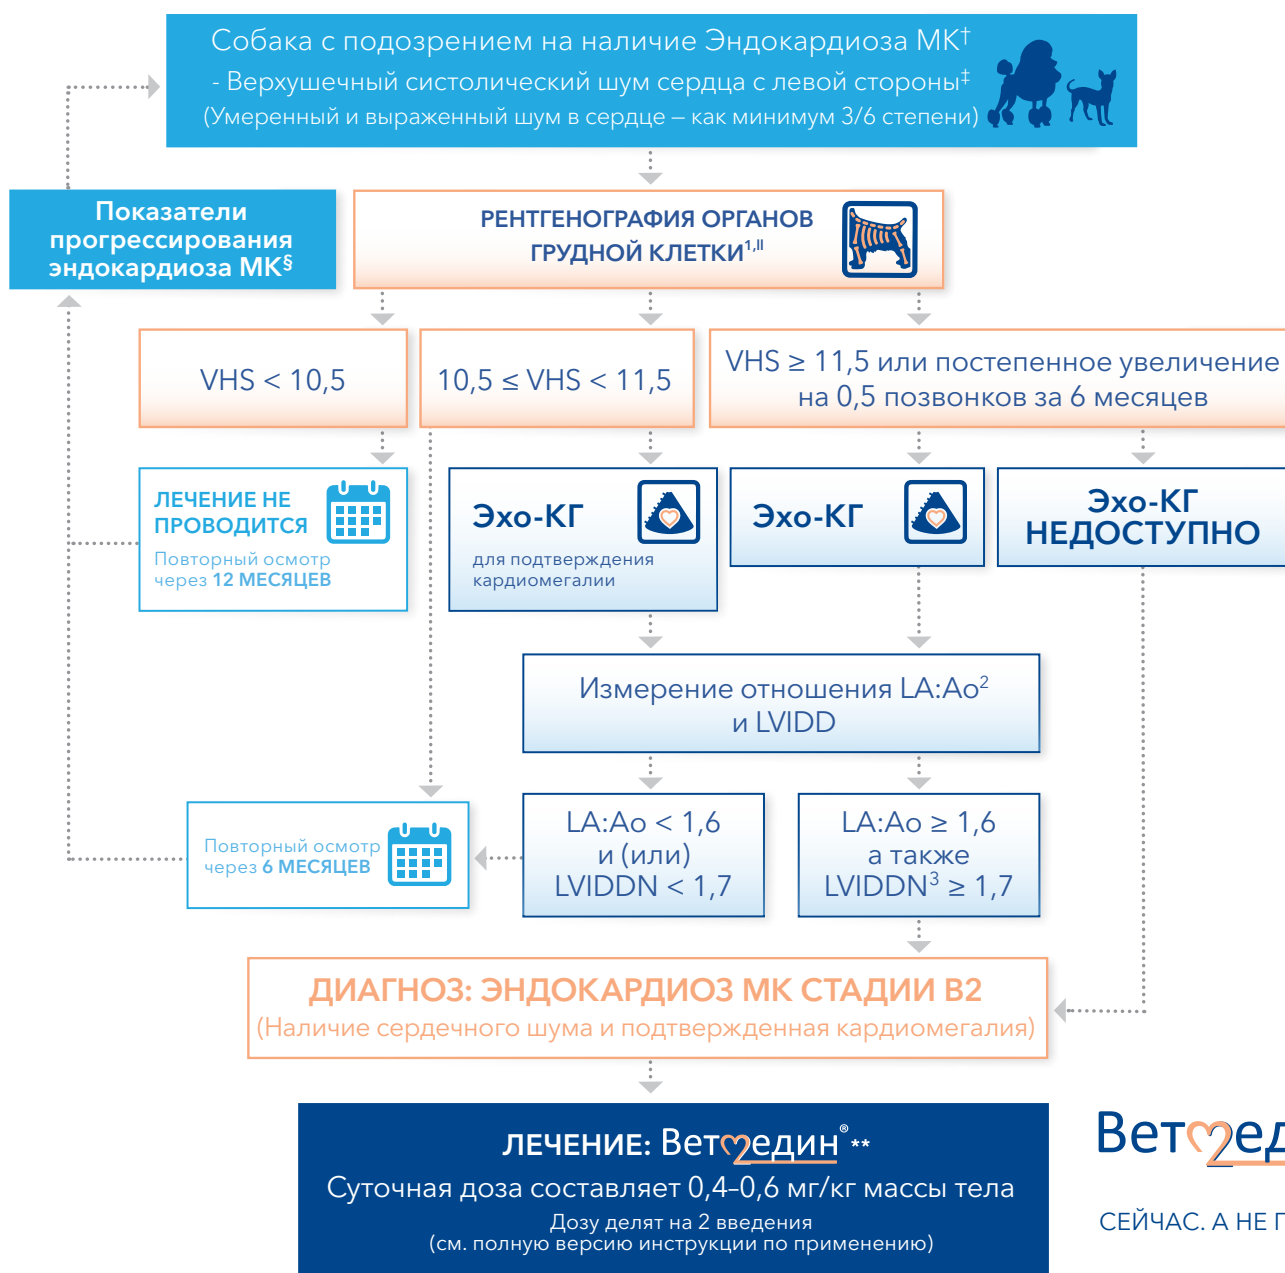 Собака с подозрением на наличие Эндокардиоза МК†
- Верхушечный систолический шум сердца с левой стороны‡
(Умеренный и выраженный шум в сердце – как минимум 3/6 степени)
Показатели
прогрессирования
эндокардиоза МК§
РЕНТГЕНОГРАФИЯ ОРГАНОВ
ГРУДНОЙ КЛЕТКИ1,II
VHS < 10,5
10,5 ≤ VHS < 11,5
VHS ≥ 11,5 или постепенное увеличение
на 0,5 позвонков за 6 месяцев
ЛЕЧЕНИЕ НЕ
ПРОВОДИТСЯ
Повторный осмотр
через 12 МЕСЯЦЕВ
Эхо-КГ
для подтверждения
кардиомегалии
Эхо-КГ
Эхо-КГ
НЕДОСТУПНО
Измерение отношения LA:Ao2
и LVIDD
Повторный осмотр
через 6 МЕСЯЦЕВ
LA:Ao < 1,6
и (или)
LVIDDN < 1,7
LA:Ao ≥ 1,6
а также
LVIDDN3 ≥ 1,7
ДИАГНОЗ: ЭНДОКАРДИОЗ МК СТАДИИ В2
(Наличие сердечного шума и подтвержденная кардиомегалия)
ЛЕЧЕНИЕ: Ветмедин®**
Суточная доза составляет 0,4–0,6 мг/кг массы тела
Дозу делят на 2 введения
(см. полную версию инструкции по применению)
Ветмед
СЕЙЧАС. А НЕ П